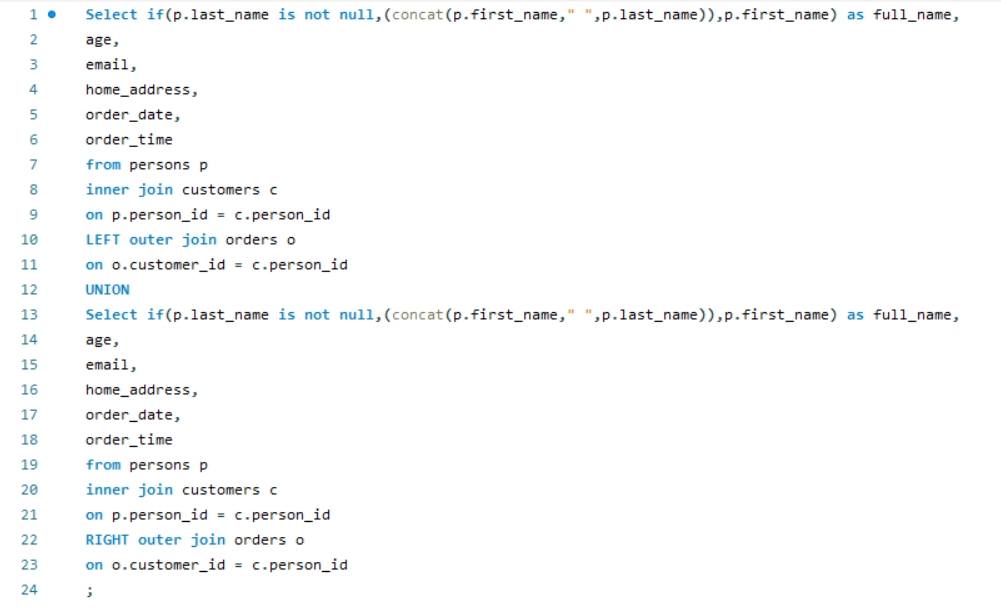 1 Select if(p.last_name is not null,(concat(p.first_name," ",p.last_name)),p.first_name) as full_name,
2 age,
3 email,
4 home_address,
5 order_date,
6 order_time
7 from persons p
8 inner join customers c
9 on p.person_id = c.person_id
10 LEFT outer join orders o
11 on o.customer_id = c.person_id
12 UNION
13 Select if(p.last_name is not null,(concat(p.first_name," ",p.last_name)),p.first_name) as full_name,
14 age,
15 email,
16 home_address,
17 order_date,
18 order_time
19 from persons p
20 inner join customers c
21 on p.person_id = c.person_id
22 RIGHT outer join orders o
23 on o.customer_id = c.person_id
24 ;